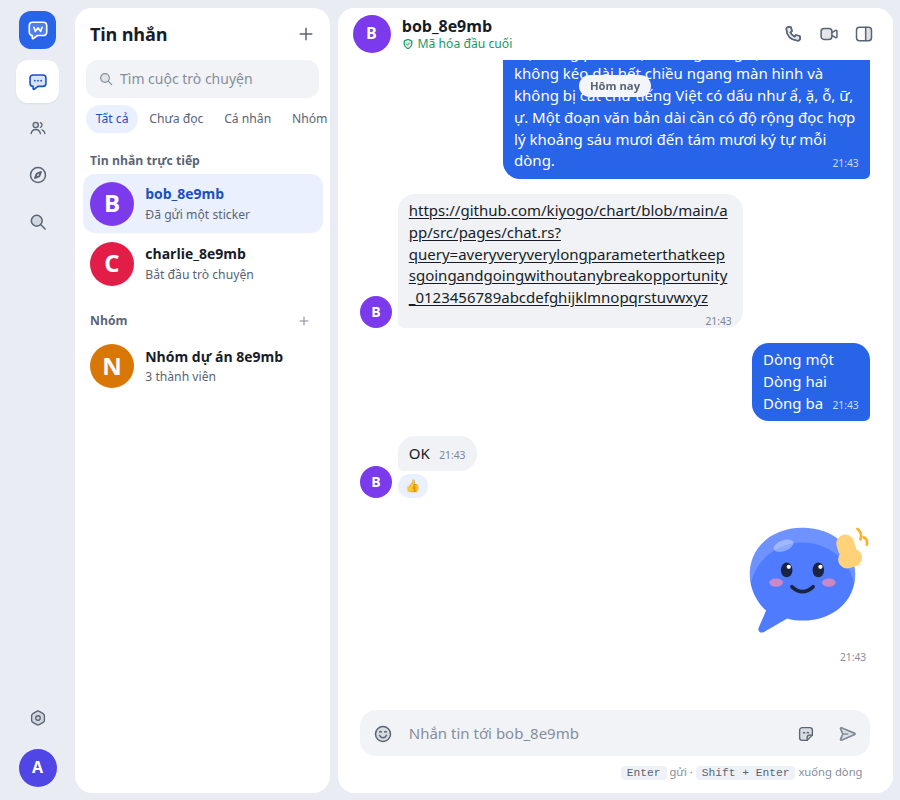 Tin nhắn
Tìm cuộc trò chuyện
Tất cả
Chưa đọc
Cá nhân
Nhóm
Tin nhắn trực tiếp
B
bob_8e9mb
Đã gửi một sticker
C
charlie_8e9mb
Bắt đầu trò chuyện
Nhóm
N
Nhóm dự án 8e9mb
3 thành viên
A
B
bob_8e9mb
Mã hóa đầu cuối
Hôm nay
không kéo dài hết chiều ngang màn hình và
không bị cắt chữ tiếng Việt có dấu như ẩ, ặ, ỗ, ữ,
ự. Một đoạn văn bản dài cần có độ rộng đọc hợp
lý khoảng sáu mươi đến tám mươi ký tự mỗi
dòng.
21:43
https://github.com/kiyogo/chart/blob/main/a
pp/src/pages/chat.rs?
query=averyveryverylongparameterthatkeep
sgoingandgoingwithoutanybreakopportunity
_0123456789abcdefghijklmnopqrstuvwxyz
B
21:43
Dòng một
Dòng hai
Dòng ba 21:43
OK 21:43
B
21:43
Nhắn tin tới bob_8e9mb
Enter gửi · Shift + Enter xuống dòng